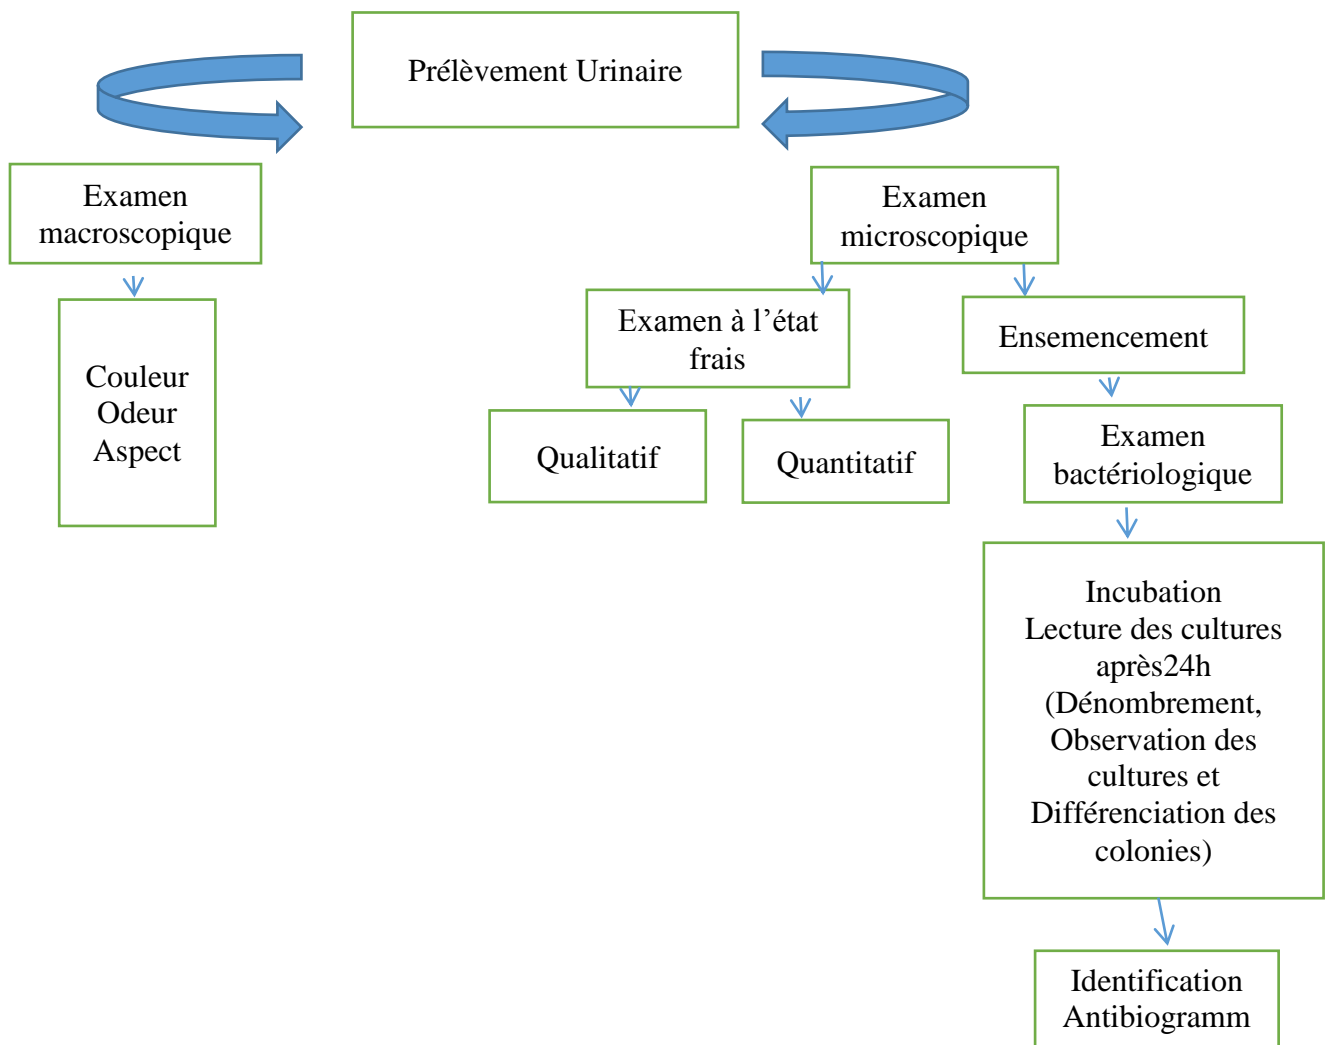 Prélèvement Urinaire
Examen
macroscopique
Examen
microscopique
Couleur
Odeur
Aspect
Examen à l’état
frais
Ensemencement
Qualitatif
Quantitatif
Examen
bactériologique
Incubation
Lecture des cultures
après24h
(Dénombrement,
Observation des
cultures et
Différenciation des
colonies)
Identification
Antibiogramm